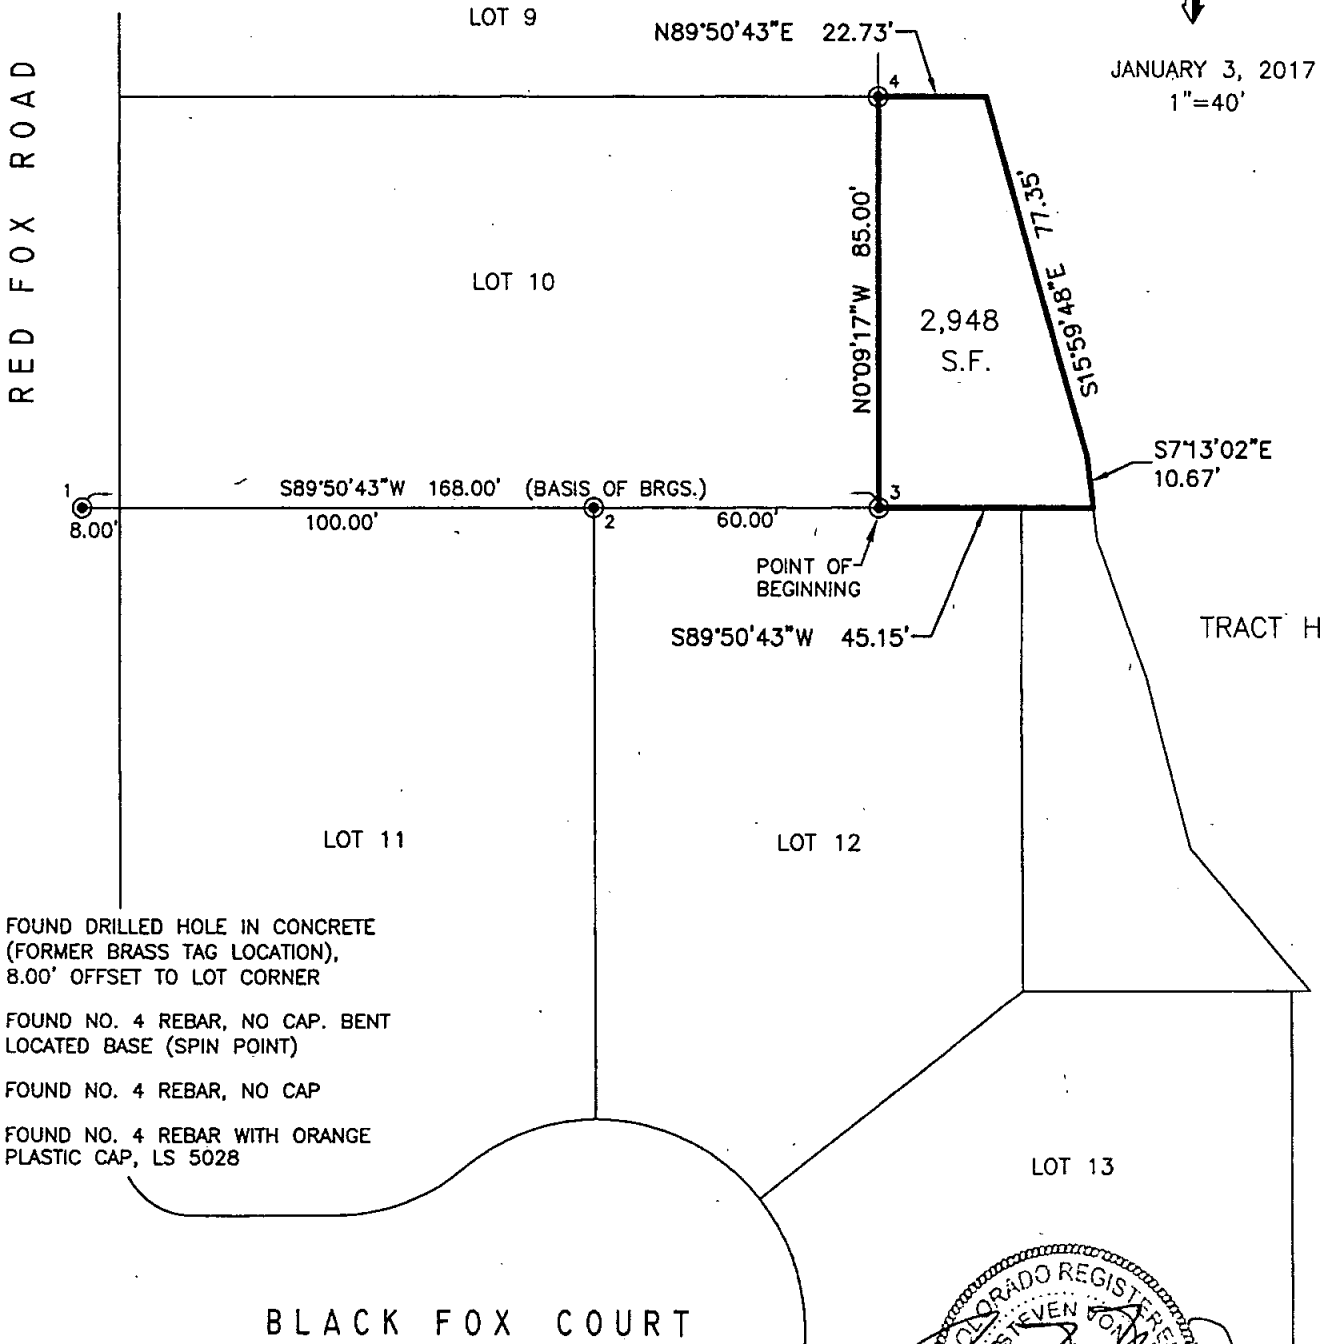 LOT 9
N89°50'43"E 22.73'
4
JANUARY 3, 2017
1"=40'
RED FOX ROAD
LOT 10
N0°09'17"W 85.00'
2,948
S.F.
S15°59'48"E 77.35'
S7°13'02"E
10.67'
1
S89°50'43"W 168.00' (BASIS OF BRGS.)
3
8.00'
100.00'
2
60.00'
POINT OF
BEGINNING
S89°50'43"W 45.15'
TRACT H
LOT 11
LOT 12
FOUND DRILLED HOLE IN CONCRETE
(FORMER BRASS TAG LOCATION),
8.00' OFFSET TO LOT CORNER
FOUND NO. 4 REBAR, NO CAP. BENT
LOCATED BASE (SPIN POINT)
FOUND NO. 4 REBAR, NO CAP
FOUND NO. 4 REBAR WITH ORANGE
PLASTIC CAP, LS 5028
LOT 13
BLACK FOX COURT
COLORADO REGISTERED
STEVEN